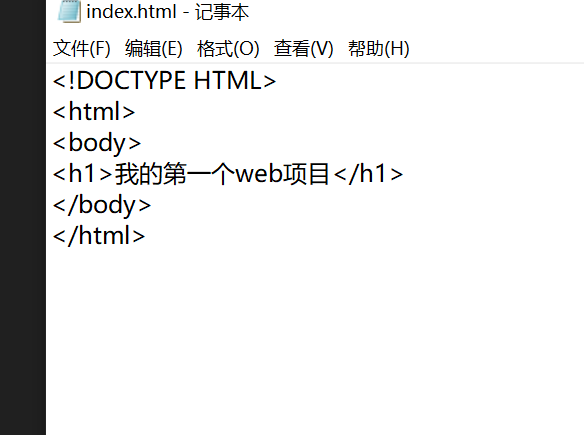 index.html - 记事本
文件(F) 编辑(E) 格式(O) 查看(V) 帮助(H)
<!DOCTYPE HTML>
<html>
<body>
<h1>我的第一个web项目</h1>
</body>
</html>